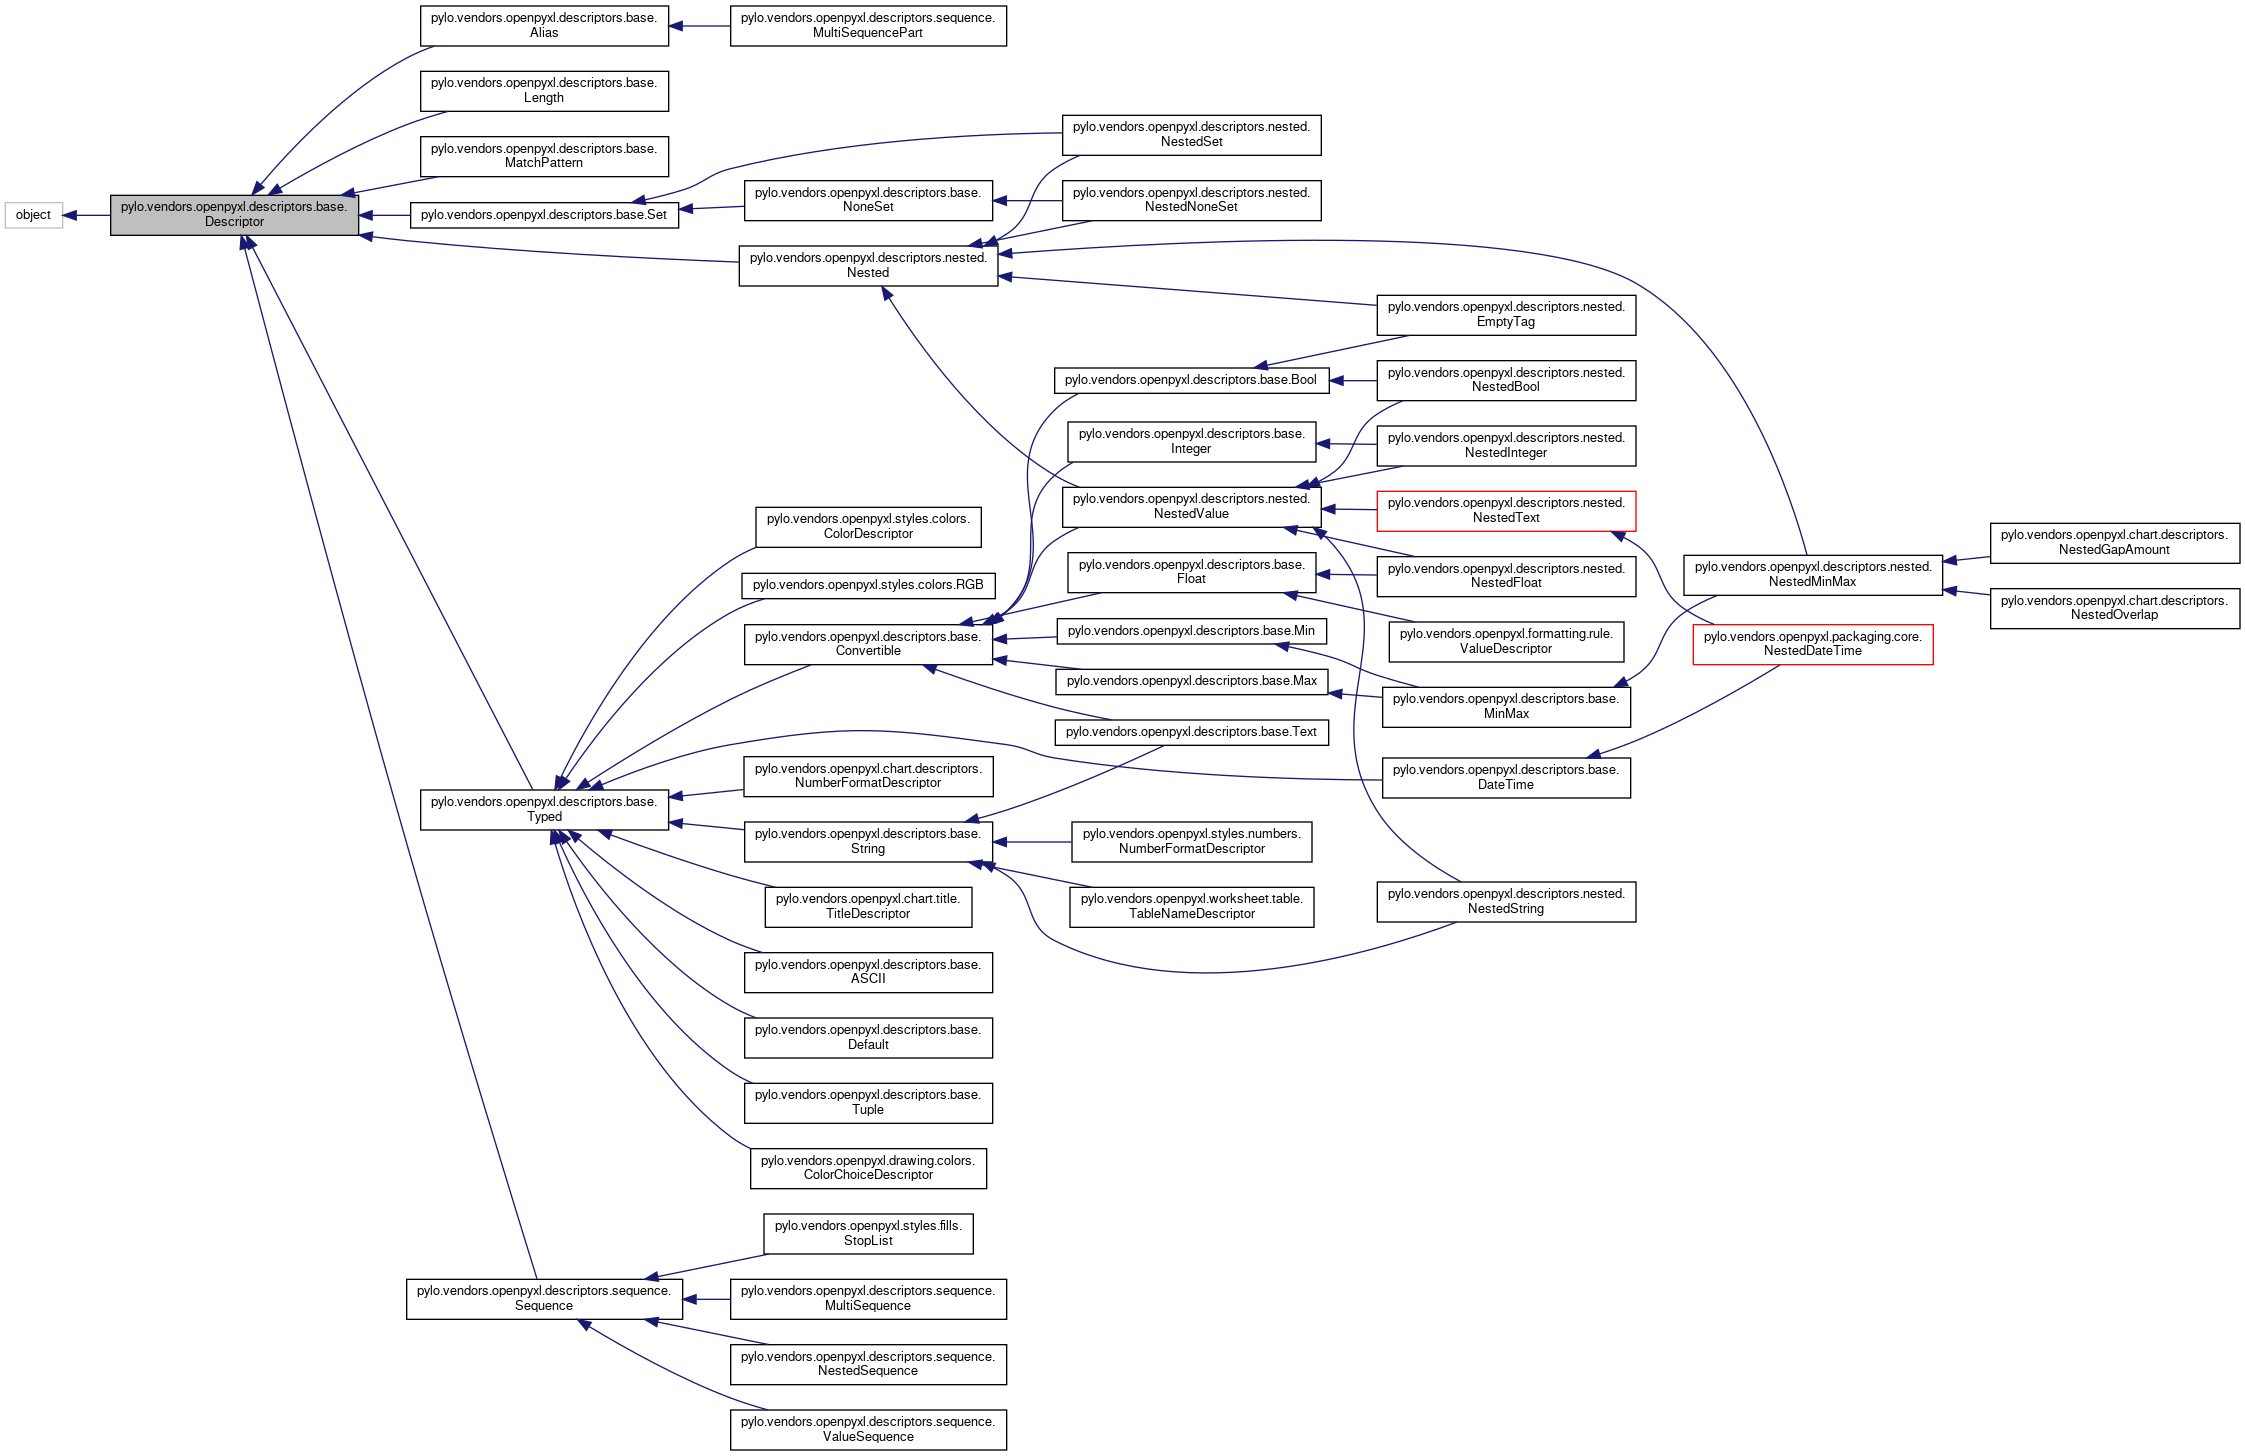 pylo.vendors.openpyxl.descriptors.base.
Alias
pylo.vendors.openpyxl.descriptors.sequence.
MultiSequencePart
pylo.vendors.openpyxl.descriptors.base.
Length
pylo.vendors.openpyxl.descriptors.base.
MatchPattern
object
pylo.vendors.openpyxl.descriptors.base.
Descriptor
pylo.vendors.openpyxl.descriptors.base.Set
pylo.vendors.openpyxl.descriptors.nested.
NestedSet
pylo.vendors.openpyxl.descriptors.base.
NoneSet
pylo.vendors.openpyxl.descriptors.nested.
NestedNoneSet
pylo.vendors.openpyxl.descriptors.nested.
Nested
pylo.vendors.openpyxl.descriptors.nested.
EmptyTag
pylo.vendors.openpyxl.descriptors.base.Bool
pylo.vendors.openpyxl.descriptors.nested.
NestedBool
pylo.vendors.openpyxl.descriptors.base.
Integer
pylo.vendors.openpyxl.descriptors.nested.
NestedInteger
pylo.vendors.openpyxl.descriptors.nested.
NestedValue
pylo.vendors.openpyxl.descriptors.nested.
NestedText
pylo.vendors.openpyxl.styles.colors.
ColorDescriptor
pylo.vendors.openpyxl.descriptors.base.
Float
pylo.vendors.openpyxl.descriptors.nested.
NestedFloat
pylo.vendors.openpyxl.descriptors.nested.
NestedMinMax
pylo.vendors.openpyxl.chart.descriptors.
NestedGapAmount
pylo.vendors.openpyxl.chart.descriptors.
NestedOverlap
pylo.vendors.openpyxl.styles.colors.RGB
pylo.vendors.openpyxl.descriptors.base.
Convertible
pylo.vendors.openpyxl.descriptors.base.Min
pylo.vendors.openpyxl.formatting.rule.
ValueDescriptor
pylo.vendors.openpyxl.packaging.core.
NestedDateTime
pylo.vendors.openpyxl.descriptors.base.Max
pylo.vendors.openpyxl.descriptors.base.
MinMax
pylo.vendors.openpyxl.descriptors.base.Text
pylo.vendors.openpyxl.descriptors.base.
DateTime
pylo.vendors.openpyxl.descriptors.base.
Typed
pylo.vendors.openpyxl.chart.descriptors.
NumberFormatDescriptor
pylo.vendors.openpyxl.descriptors.base.
String
pylo.vendors.openpyxl.styles.numbers.
NumberFormatDescriptor
pylo.vendors.openpyxl.chart.title.
TitleDescriptor
pylo.vendors.openpyxl.worksheet.table.
TableNameDescriptor
pylo.vendors.openpyxl.descriptors.nested.
NestedString
pylo.vendors.openpyxl.descriptors.base.
ASCII
pylo.vendors.openpyxl.descriptors.base.
Default
pylo.vendors.openpyxl.descriptors.base.
Tuple
pylo.vendors.openpyxl.drawing.colors.
ColorChoiceDescriptor
pylo.vendors.openpyxl.styles.fills.
StopList
pylo.vendors.openpyxl.descriptors.sequence.
Sequence
pylo.vendors.openpyxl.descriptors.sequence.
MultiSequence
pylo.vendors.openpyxl.descriptors.sequence.
NestedSequence
pylo.vendors.openpyxl.descriptors.sequence.
ValueSequence